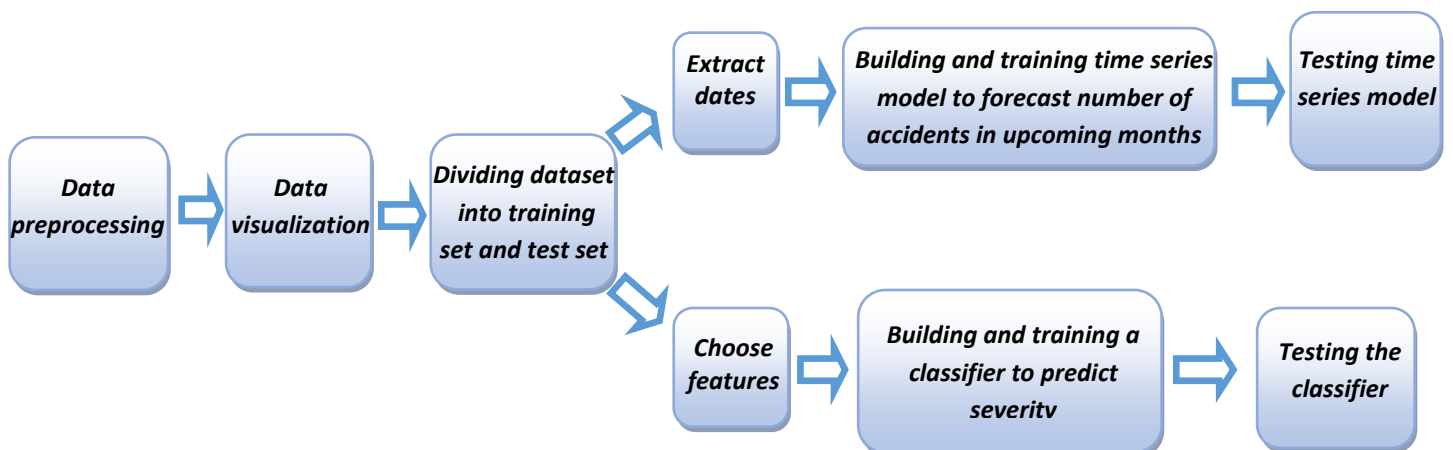 Data
preprocessing
Data
visualization
Dividing dataset
into training
set and test set
Extract
dates
Building and training time series
model to forecast number of
accidents in upcoming months
Testing time
series model
Choose
features
Building and training a
classifier to predict
severity
Testing the
classifier